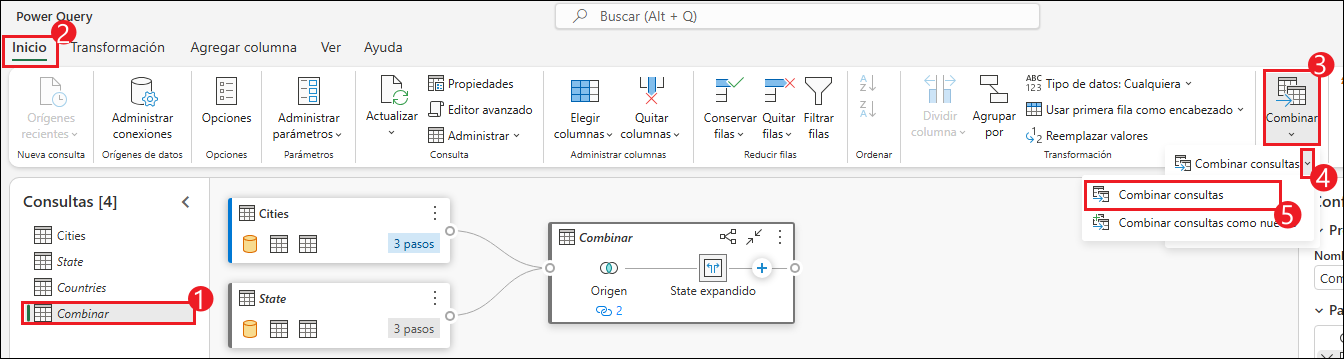 Power Query
Buscar (Alt + Q)
2
Inicio
Transformación
Agregar columna
Ver
Ayuda
3
Orígenes
recientes
Nueva consulta
Administrar
conexiones
Orígenes de datos
Opciones
Opciones
Administrar
parámetros
Parámetros
Actualizar
Propiedades
Editor avanzado
Administrar
Consulta
Elegir
columnas
Quitar
columnas
Administrar columnas
Conservar
filas
Quitar
filas
Filtrar
filas
Reducir filas
A
Z
Z
A
Ordenar
Dividir
columna
Agrupar
por
ABC
123
Tipo de datos: Cualquiera
Usar primera fila como encabezado
1
2
Reemplazar valores
Transformación
Combinar
Combinar consultas
4
Combinar consultas
5
Combinar consultas como nue
Consultas [4]
Cities
State
Countries
Combinar
1
Cities
3 pasos
State
3 pasos
Combinar
Origen
2
State expandido
Conf
Pr
Nomb
Com
Pa